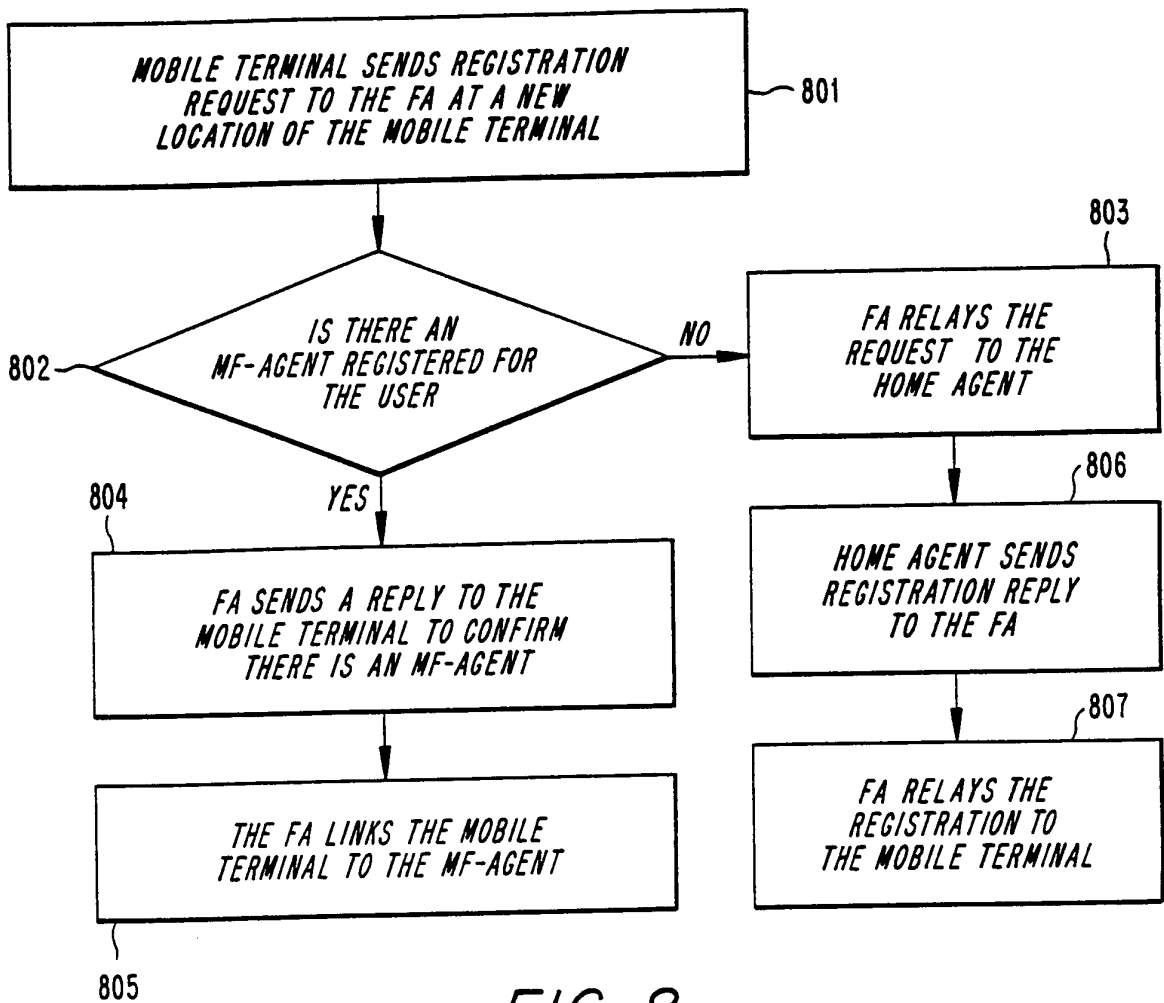 MOBILE TERMINAL SENDS REGISTRATION
REQUEST TO THE FA AT A NEW
LOCATION OF THE MOBILE TERMINAL
801
802
IS THERE AN
MF-AGENT REGISTERED FOR
THE USER
NO
803
FA RELAYS THE
REQUEST TO THE
HOME AGENT
YES
804
FA SENDS A REPLY TO THE
MOBILE TERMINAL TO CONFIRM
THERE IS AN MF-AGENT
806
HOME AGENT SENDS
REGISTRATION REPLY
TO THE FA
THE FA LINKS THE MOBILE
TERMINAL TO THE MF-AGENT
805
807
FA RELAYS THE
REGISTRATION TO
THE MOBILE TERMINAL
FIG. 8